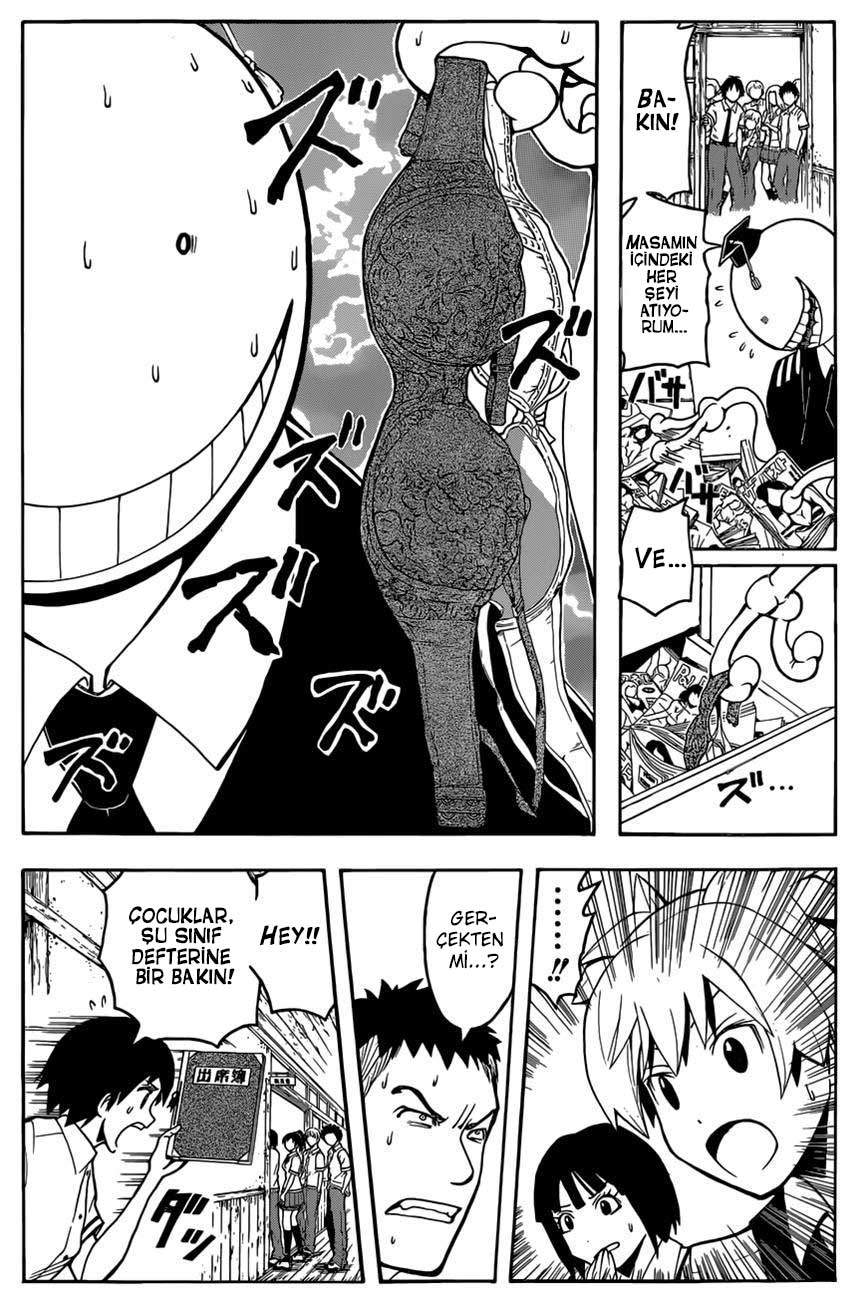 BA-
KIN!
MASAMIN
İÇİNDEKİ
HER
ŞEYİ
ATIYO-
RUM...
バサ
バサ
VE...
ズ...
ズ
ズ
ズ
ズ
ズ
ズ
......!!
GER-
ÇEKTEN
Mİ...?
HEY!!
ÇOCUKLAR,
ŞU SINIF
DEFTERİNE
BİR BAKIN!
出席簿
ダッ